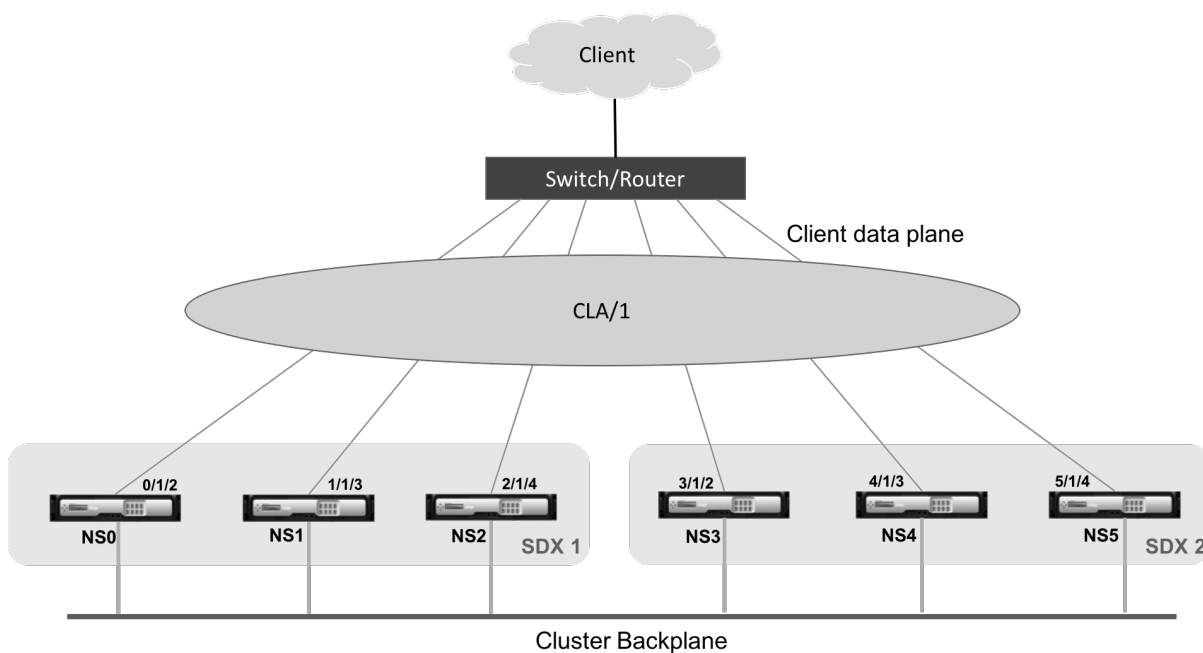 Client
Switch/Router
Client data plane
CLA/1
0/1/2
1/1/3
2/1/4
3/1/2
4/1/3
5/1/4
NS0
NS1
NS2
SDX 1
NS3
NS4
NS5
SDX 2
Cluster Backplane